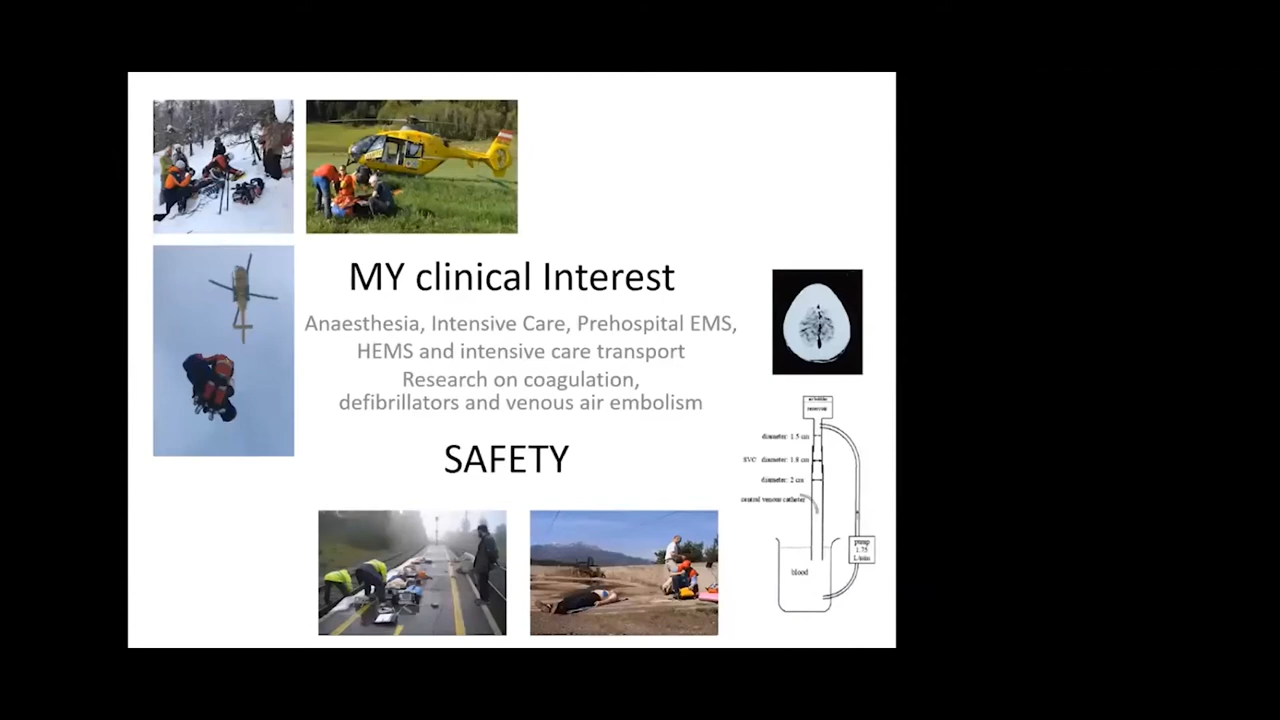 MY clinical Interest
Anaesthesia, Intensive Care, Prehospital EMS,
HEMS and intensive care transport
Research on coagulation,
defibrillators and venous air embolism
SAFETY
diameter: 1.5 cm
SVC diameter: 1.8 cm
diameter: 2 cm
central venous catheter
pump
1.75
L/min
blood